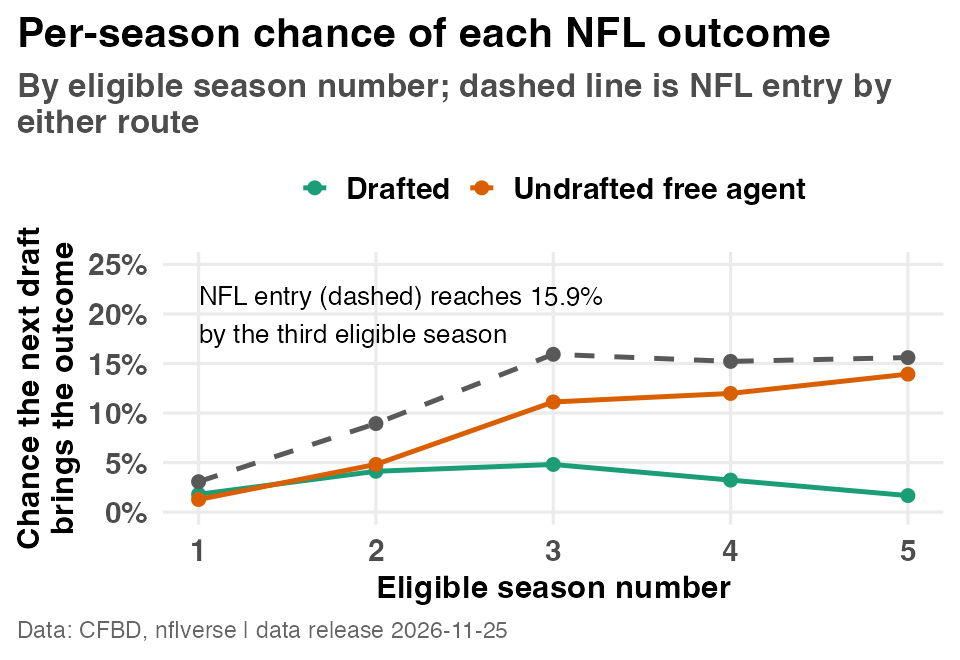 Per-season chance of each NFL outcome
By eligible season number; dashed line is NFL entry by
either route
Drafted
Undrafted free agent
Chance the next draft
brings the outcome
25%
20%
15%
10%
5%
0%
NFL entry (dashed) reaches 15.9%
by the third eligible season
1 2 3 4 5
Eligible season number
Data: CFBD, nflverse | data release 2026-11-25